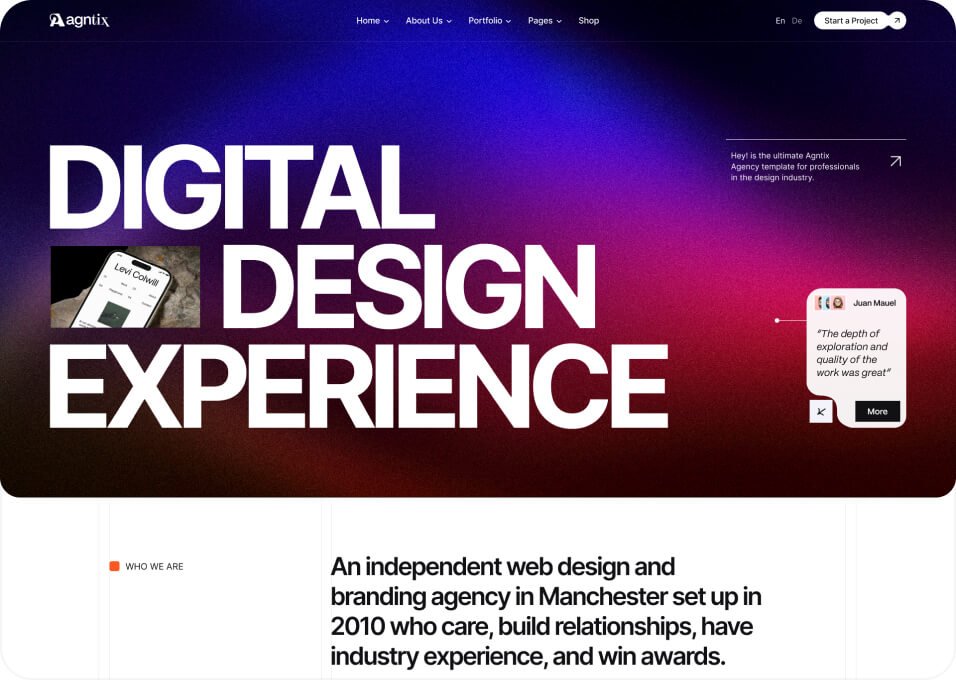 Agntix
Home About Us Portfolio Pages Shop
En De Start a Project
DIGITAL
Hey! is the ultimate Agntix
Agency template for professionals
in the design industry.
Levi Colwill
DESIGN
EXPERIENCE
Juan Mauel
“The depth of
exploration and
quality of the
work was great”
More
WHO WE ARE
An independent web design and
branding agency in Manchester set up in
2010 who care, build relationships, have
industry experience, and win awards.